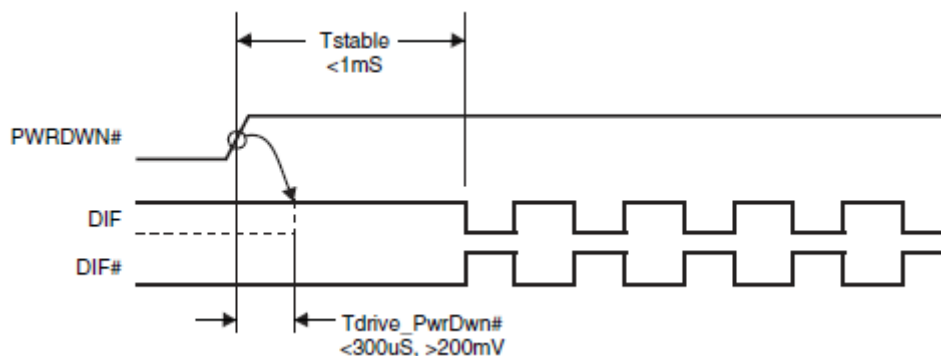 Tstable
<1mS
PWRDWN#
DIF
DIF#
Tdrive_PwrDwn#
<300uS, >200mV